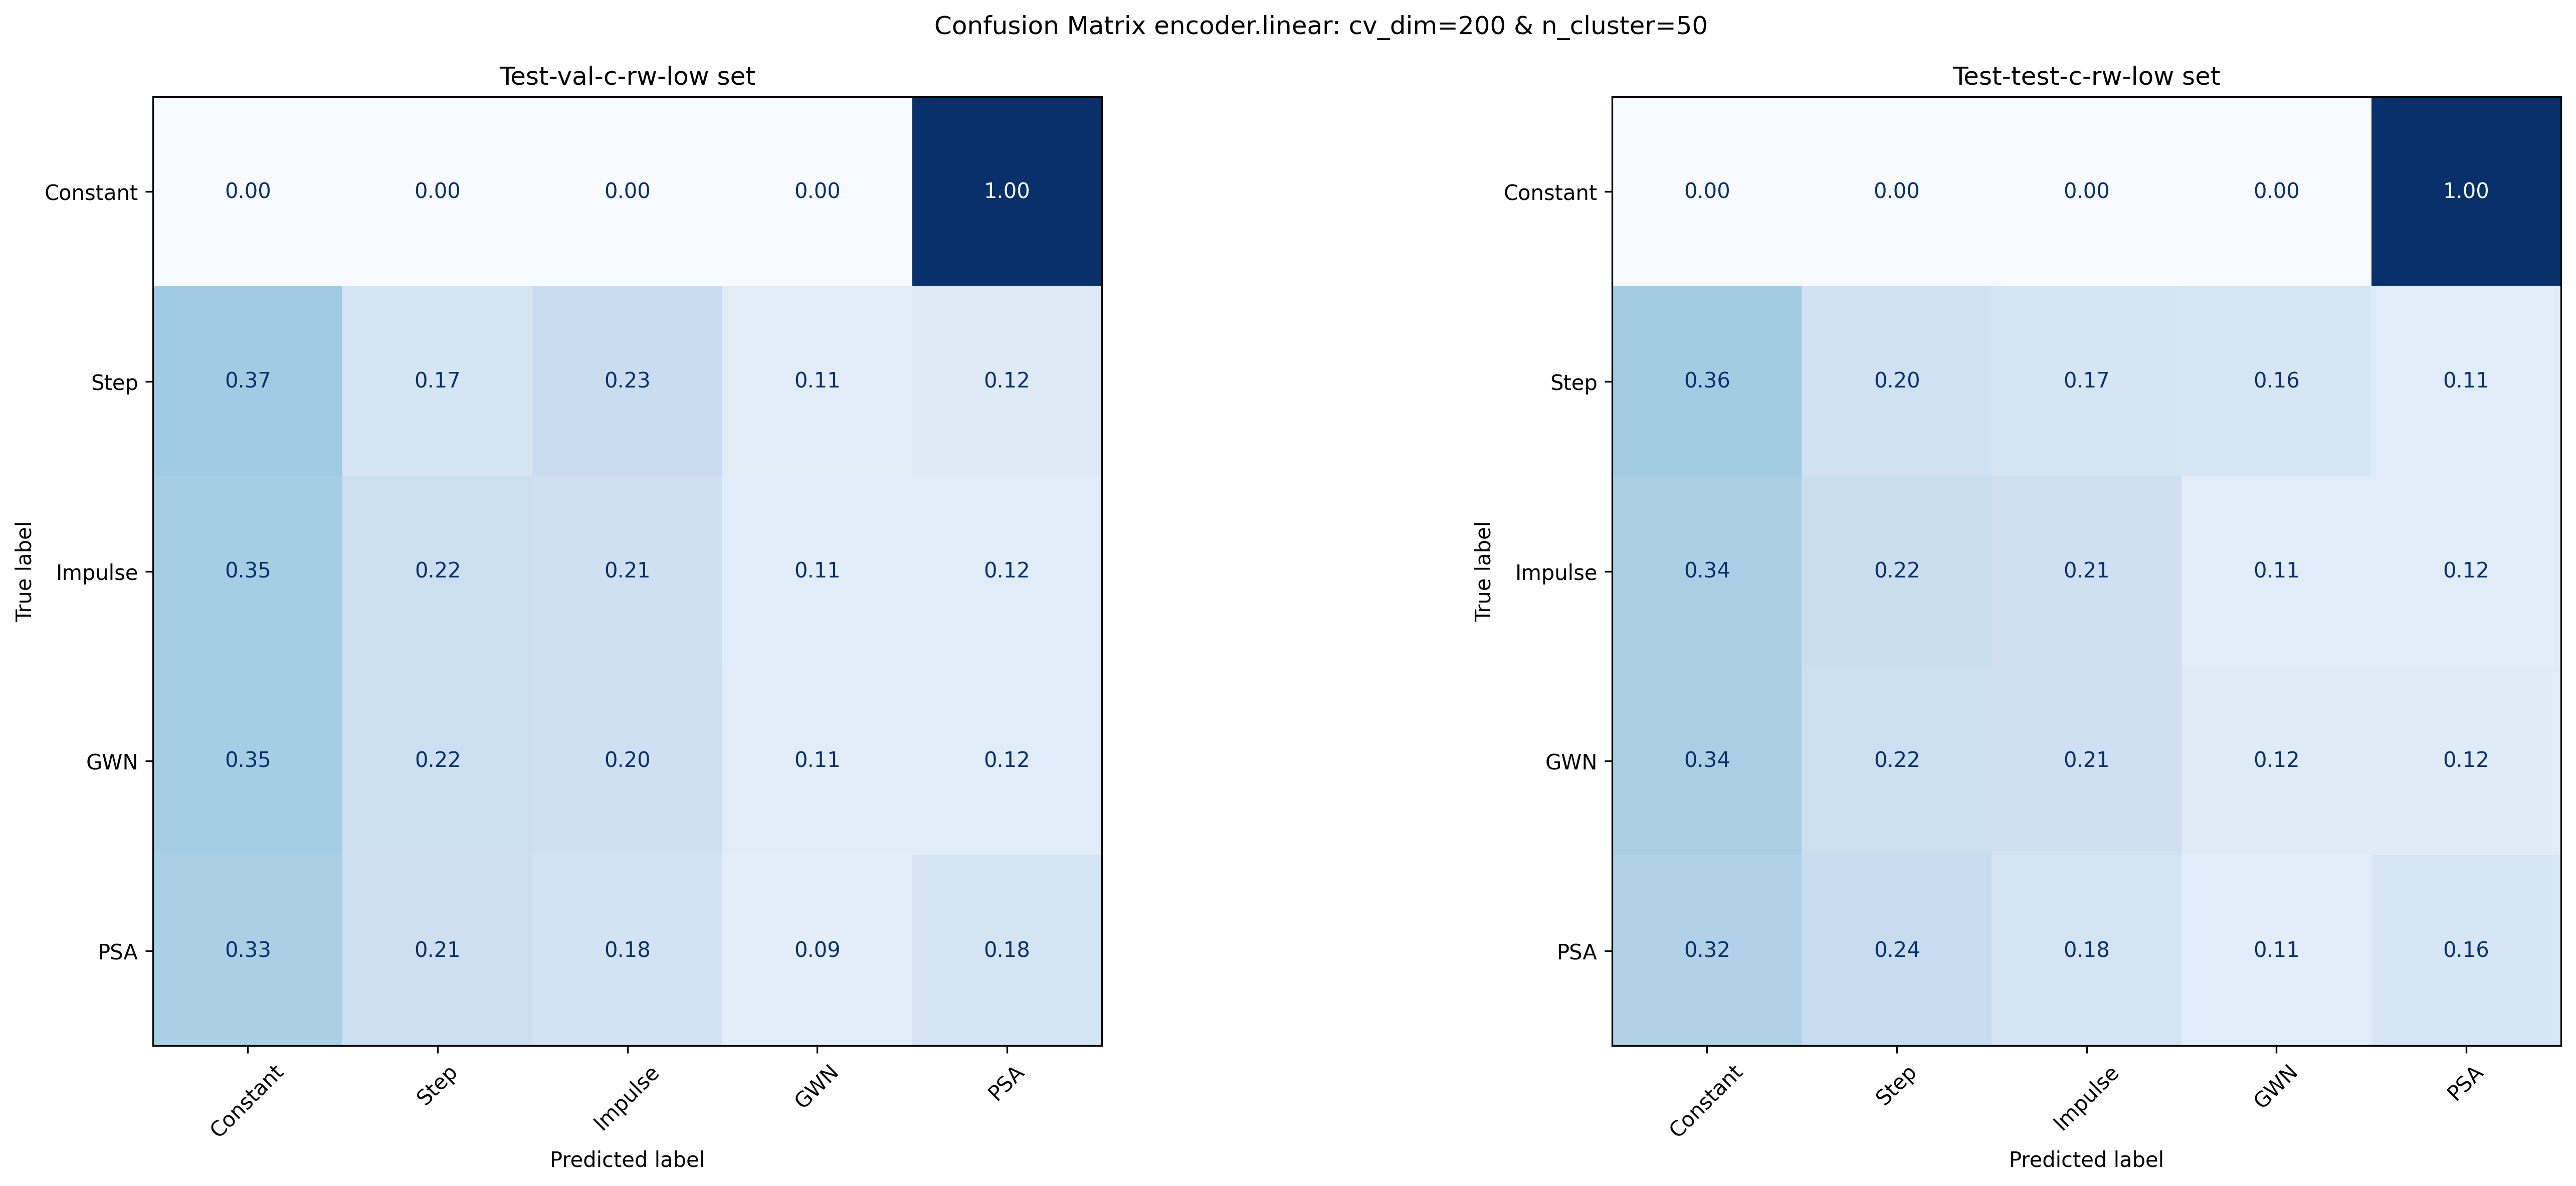 Confusion Matrix encoder.linear: cv_dim=200 & n_cluster=50
Test-val-c-rw-low set
True label
Constant 0.00 0.00 0.00 0.00 1.00
Step 0.37 0.17 0.23 0.11 0.12
Impulse 0.35 0.22 0.21 0.11 0.12
GWN 0.35 0.22 0.20 0.11 0.12
PSA 0.33 0.21 0.18 0.09 0.18
Constant Step Impulse GWN PSA
Predicted label
Test-test-c-rw-low set
True label
Constant 0.00 0.00 0.00 0.00 1.00
Step 0.36 0.20 0.17 0.16 0.11
Impulse 0.34 0.22 0.21 0.11 0.12
GWN 0.34 0.22 0.21 0.12 0.12
PSA 0.32 0.24 0.18 0.11 0.16
Constant Step Impulse GWN PSA
Predicted label